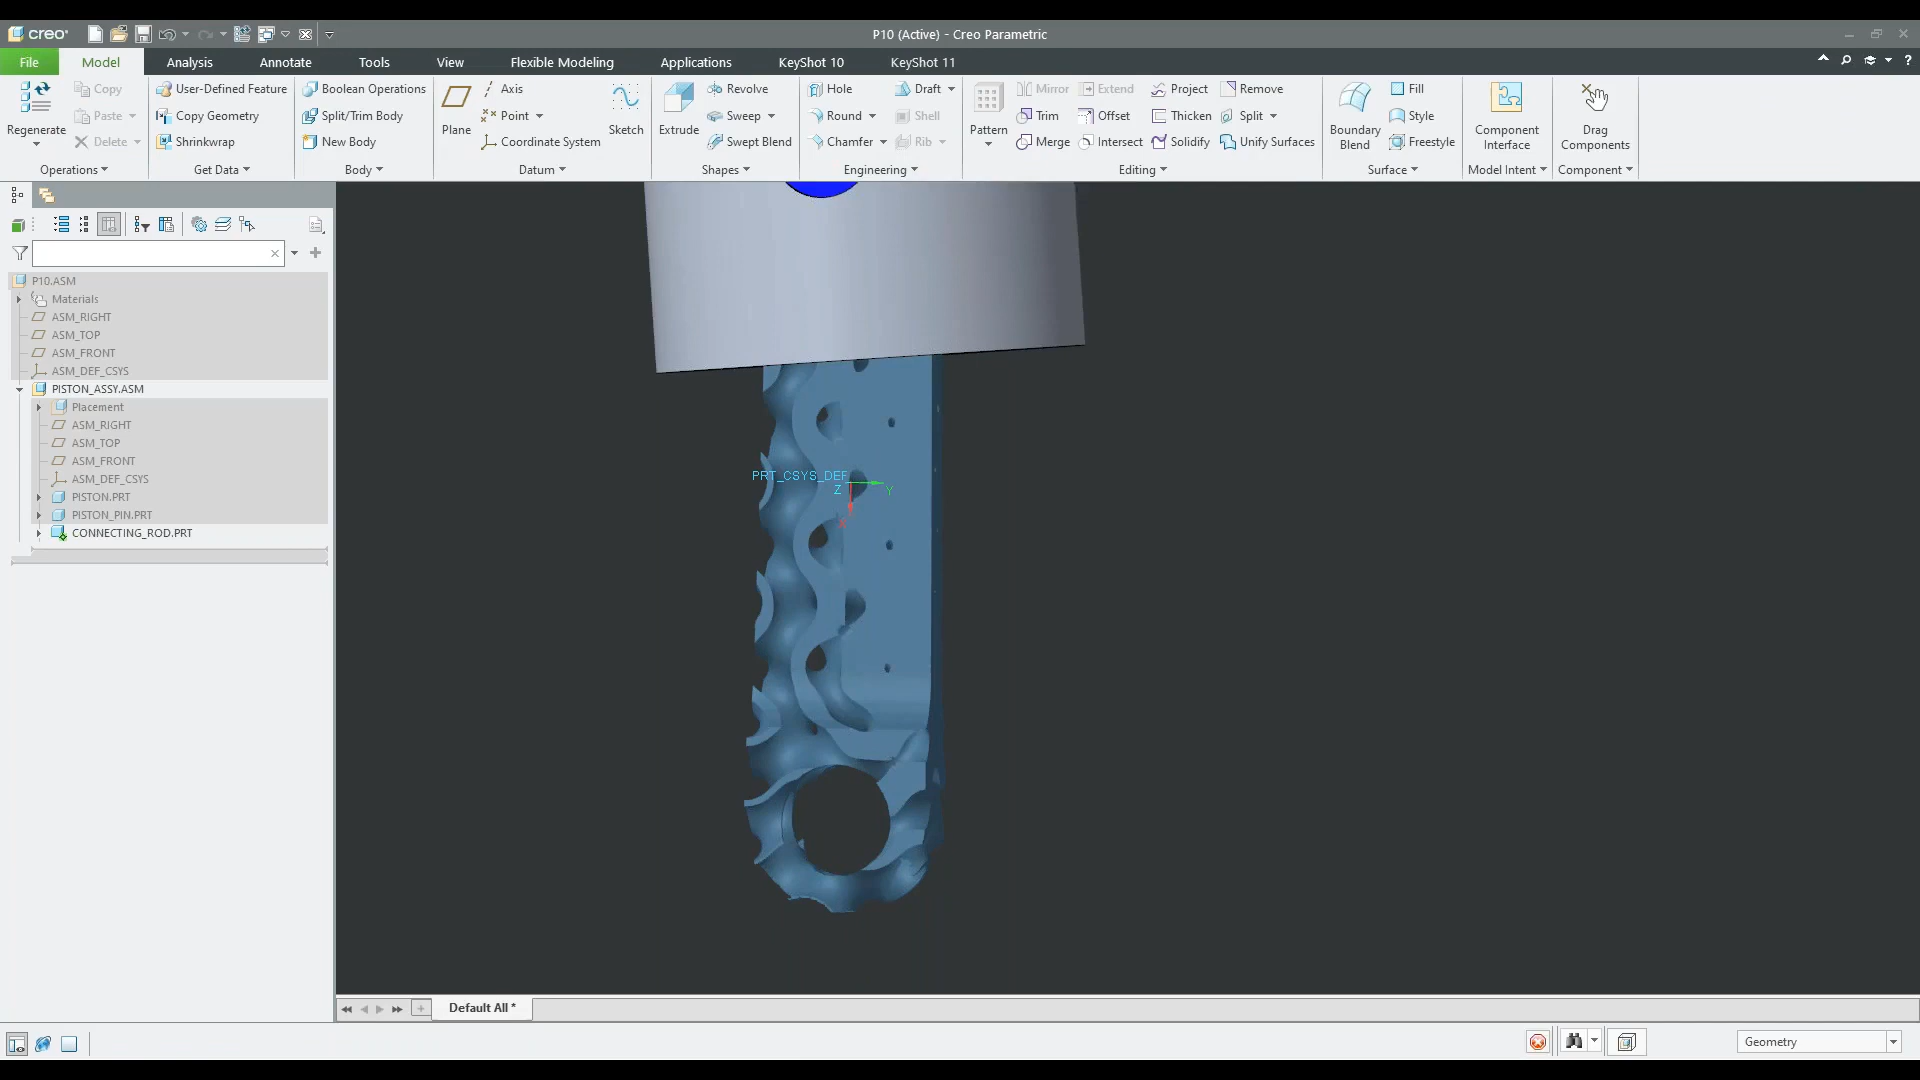 creo
P10 (Active) - Creo Parametric
File Model Analysis Annotate Tools View Flexible Modeling Applications KeyShot 10 KeyShot 11
Regenerate
Copy
Paste
Delete
Operations
User-Defined Feature
Copy Geometry
Shrinkwrap
Get Data
Boolean Operations
Split/Trim Body
New Body
Body
Plane
Axis
Point
Coordinate System
Sketch
Datum
Extrude
Revolve
Sweep
Swept Blend
Shapes
Hole
Round
Chamfer
Draft
Shell
Rib
Engineering
Pattern
Mirror
Trim
Merge
Extend
Offset
Intersect
Project
Thicken
Solidify
Remove
Split
Unify Surfaces
Editing
Boundary
Blend
Fill
Style
Freestyle
Surface
Component
Interface
Model Intent
Drag
Components
Component
P10.ASM
Materials
ASM_RIGHT
ASM_TOP
ASM_FRONT
ASM_DEF_CSYS
PISTON_ASSY.ASM
Placement
ASM_RIGHT
ASM_TOP
ASM_FRONT
ASM_DEF_CSYS
PISTON.PRT
PISTON_PIN.PRT
CONNECTING_ROD.PRT
PRT_CSYS_DEF
Z
Y
X
Default All *
Geometry